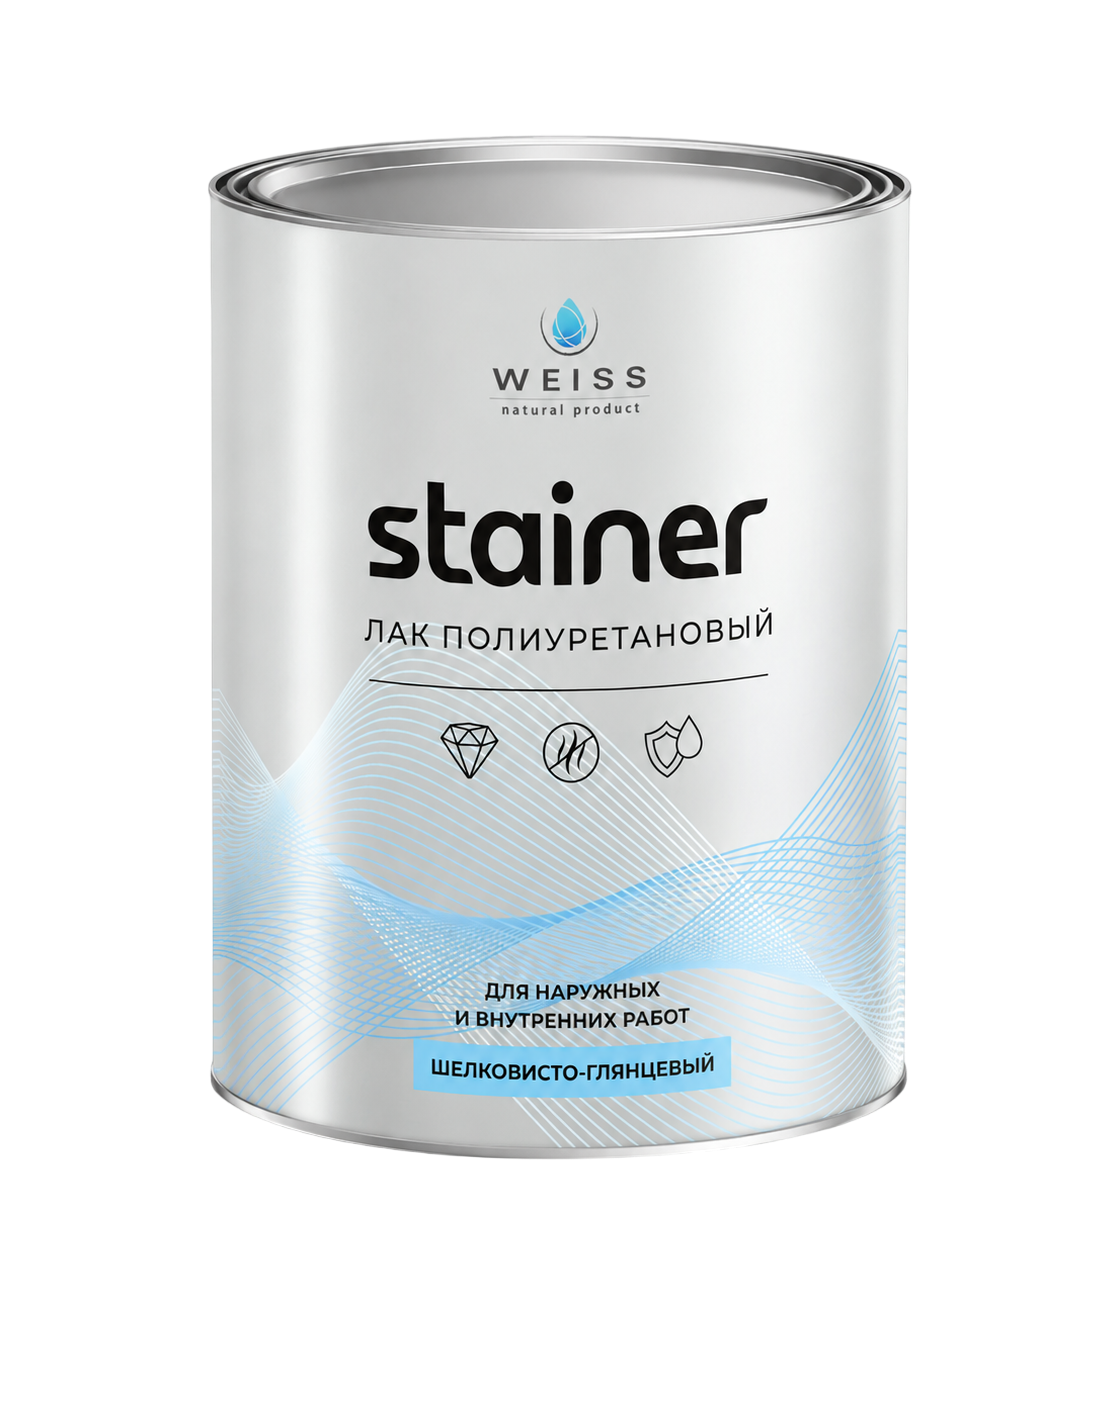 WEISS
natural product
stainer
ЛАК ПОЛИУРЕТАНОВЫЙ
ДЛЯ НАРУЖНЫХ
И ВНУТРЕННИХ РАБОТ
ШЕЛКОВИСТО-ГЛЯНЦЕВЫЙ